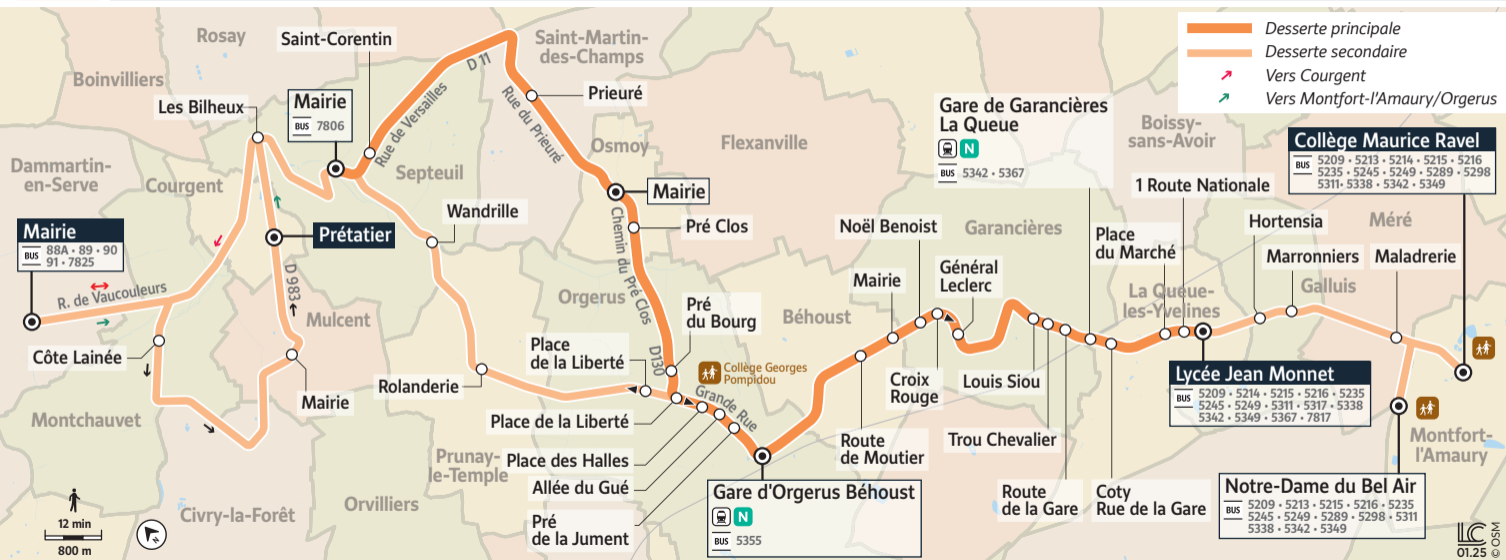 Desserte principale
Desserte secondaire
Vers Courgent
Vers Montfort-l'Amaury/Orgerus
Rosay
Saint-Corentin
Saint-Martin-
des-Champs
D 11
Boinvilliers
Les Bilheux
Mairie
BUS 7806
Rue de Versailles
Rue du Prieuré
Prieuré
Osmoy
Flexanville
Gare de Garancières
La Queue
N
BUS 5342 • 5367
Boissy-
sans-Avoir
Collège Maurice Ravel
BUS 5209 • 5213 • 5214 • 5215 • 5216
5235 • 5245 • 5249 • 5289 • 5298
5311 • 5338 • 5342 • 5349
Dammartin-
en-Serve
Courgent
Septeuil
Mairie
1 Route Nationale
Wandrille
Hortensia
Méré
Mairie
BUS 88A • 89 • 90
91 • 7825
Prétatier
Pré Clos
Noël Benoist
Garancières
Place
du Marché
Marronniers
Maladrerie
Chemin du Pré Clos
Mairie
Général
Leclerc
R. de Vaucouleurs
D 983
Orgerus
Pré
du Bourg
Béhoust
La Queue-
les-Yvelines
Galluis
Mulcent
Côte Lainée
Place
de la Liberté
D130
Collège Georges
Pompidou
Rolanderie
Mairie
Grande Rue
Croix
Rouge
Louis Siou
Lycée Jean Monnet
BUS 5209 • 5214 • 5215 • 5216 • 5235
5245 • 5249 • 5311 • 5317 • 5338
5342 • 5349 • 5367 • 7817
Montchauvet
Place de la Liberté
Route
de Moutier
Trou Chevalier
Montfort-
l'Amaury
Prunay-
le-Temple
Place des Halles
Allée du Gué
Pré
de la Jument
Gare d'Orgerus Béhoust
N
BUS 5355
Route
de la Gare
Coty
Rue de la Gare
Notre-Dame du Bel Air
BUS 5209 • 5213 • 5215 • 5216 • 5235
5245 • 5249 • 5289 • 5298 • 5311
5338 • 5342 • 5349
Orvilliers
Civry-la-Forêt
12 min
800 m
LC
01.25
© OSM